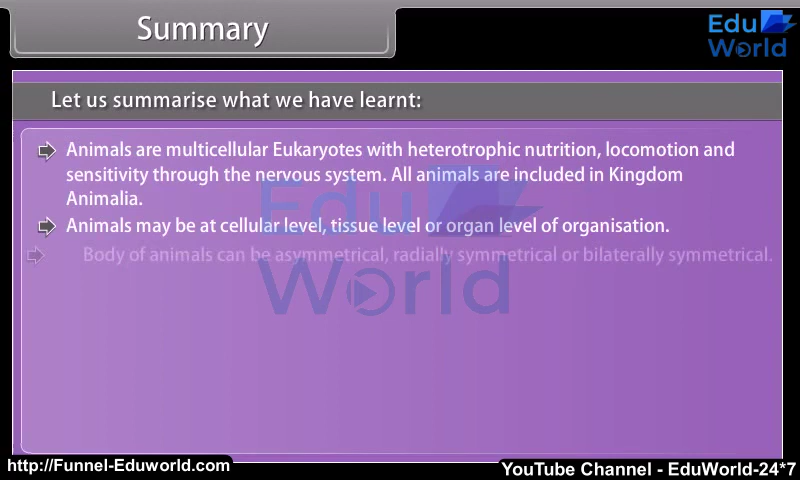 Summary
Edu
World
Let us summarise what we have learnt:
Animals are multicellular Eukaryotes with heterotrophic nutrition, locomotion and
sensitivity through the nervous system. All animals are included in Kingdom
Animalia.
Animals may be at cellular level, tissue level or organ level of organisation.
Body of animals can be asymmetrical, radially symmetrical or bilaterally symmetrical.
Edu
World
http://Funnel-Eduworld.com
YouTube Channel - EduWorld-24*7